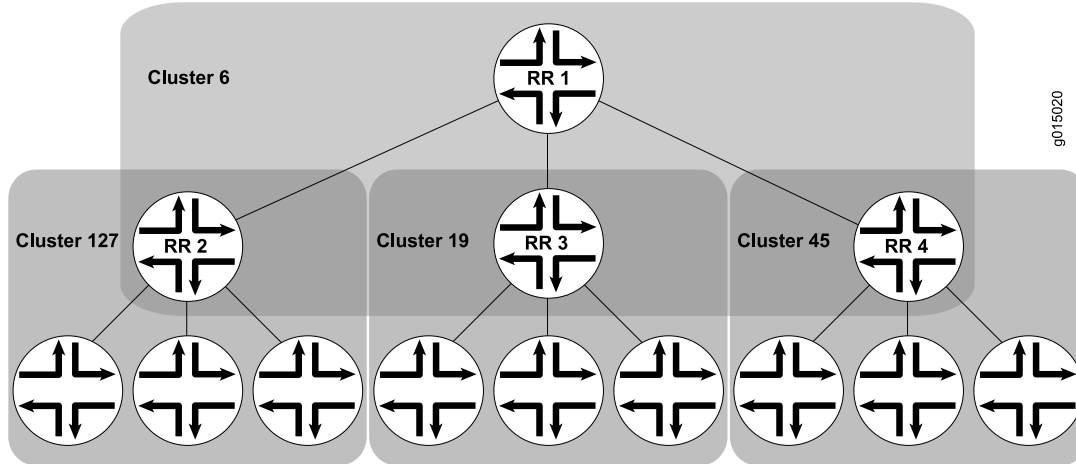 Cluster 6
RR 1
g015020
Cluster 127
RR 2
Cluster 19
RR 3
Cluster 45
RR 4